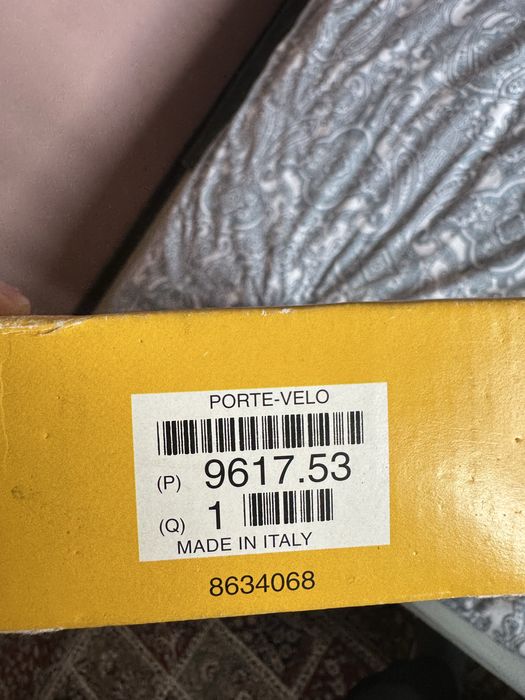 PORTE-VELO
(P) 9617.53
(Q) 1
MADE IN ITALY
8634068